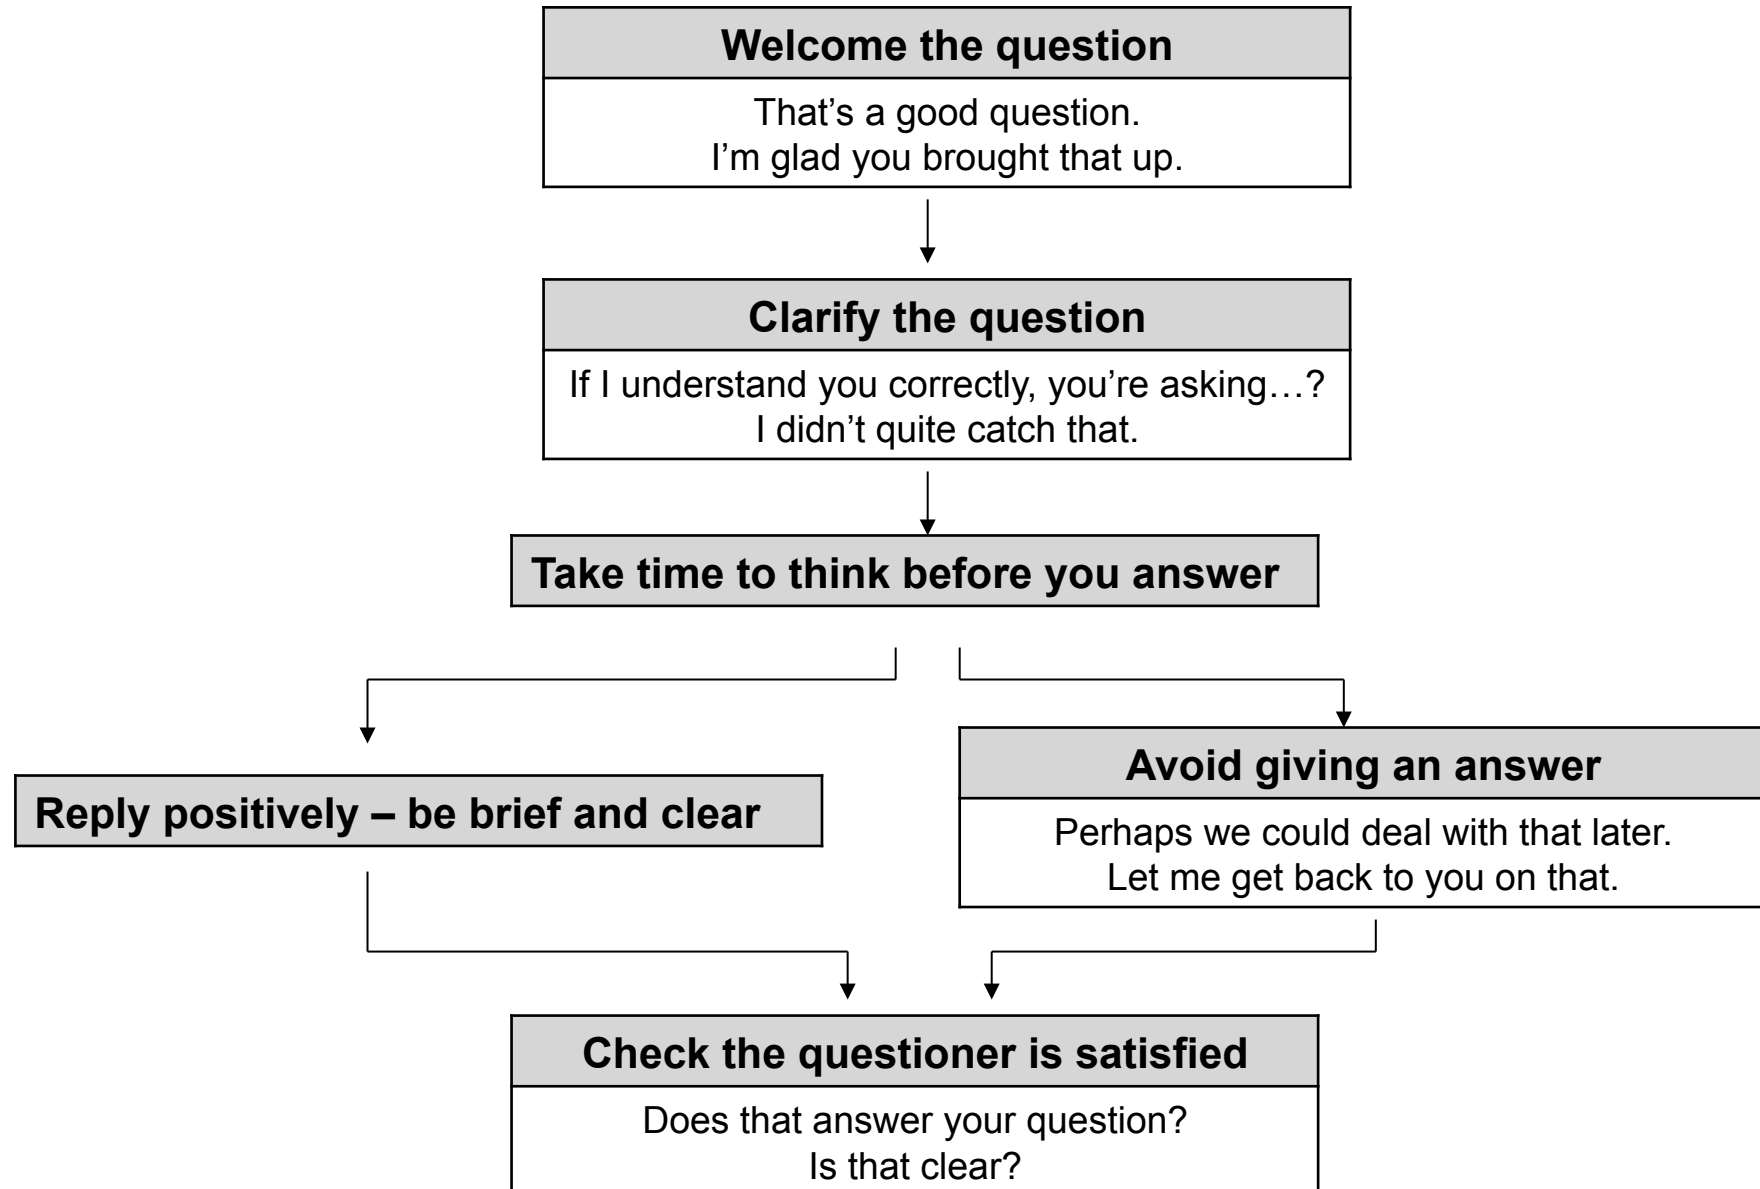 Welcome the question
That’s a good question.
I’m glad you brought that up.
Clarify the question
If I understand you correctly, you’re asking…?
I didn’t quite catch that.
Take time to think before you answer
Reply positively – be brief and clear
Avoid giving an answer
Perhaps we could deal with that later.
Let me get back to you on that.
Check the questioner is satisfied
Does that answer your question?
Is that clear?